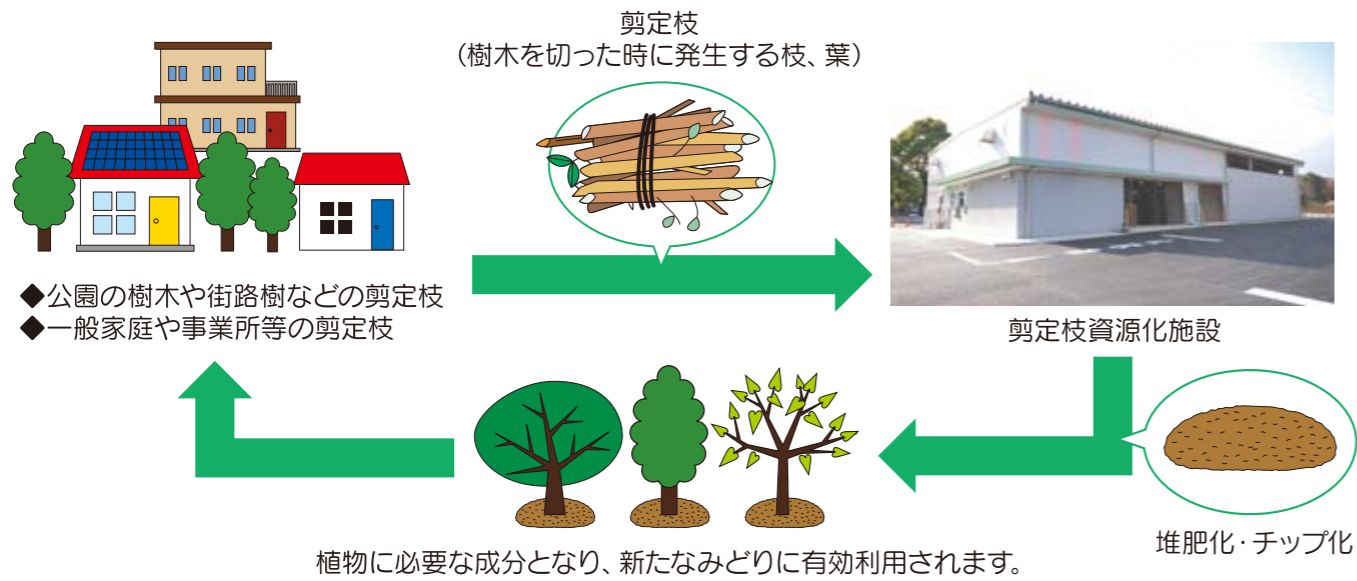 剪定枝
（樹木を切った時に発生する枝、葉）
◆公園の樹木や街路樹などの剪定枝
◆一般家庭や事業所等の剪定枝
剪定枝資源化施設
堆肥化・チップ化
植物に必要な成分となり、新たなみどりに有効利用されます。